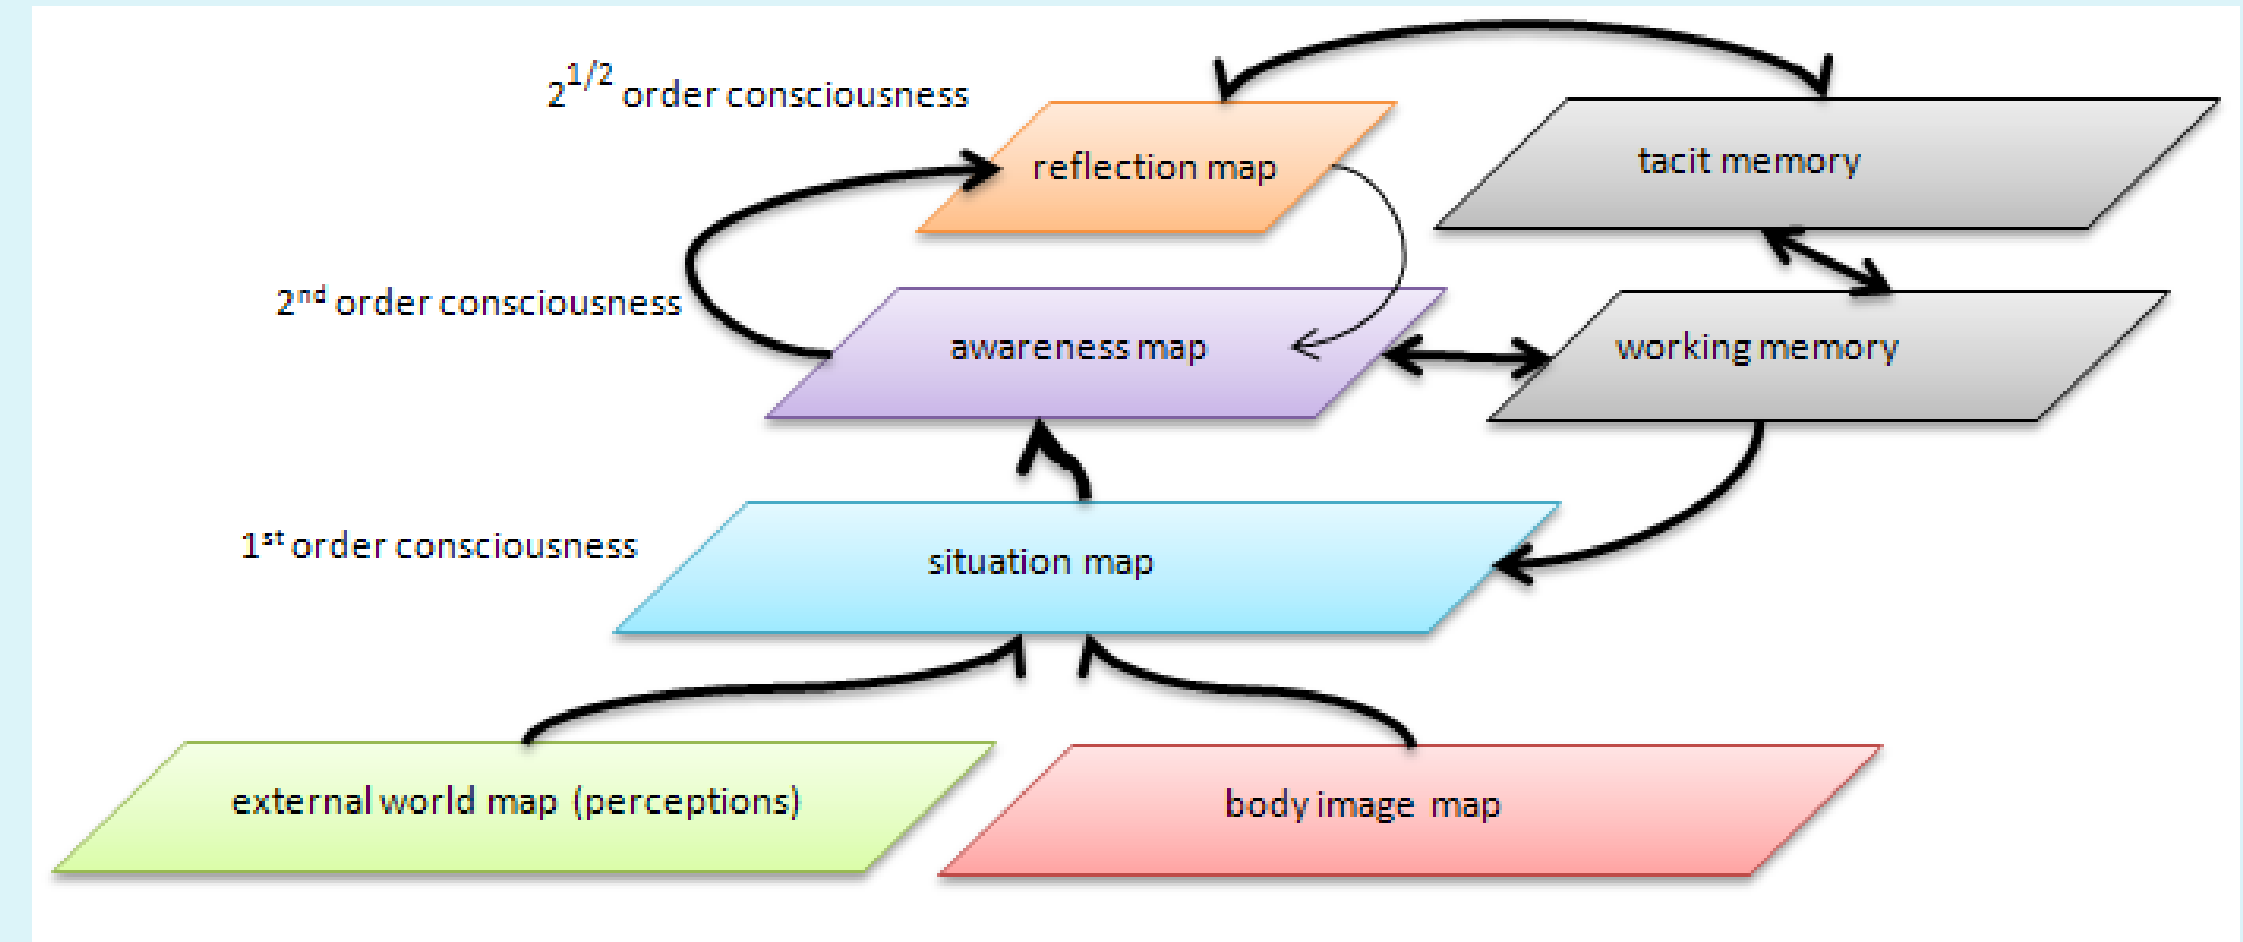 2^1/2 order consciousness
reflection map
tacit memory
2nd order consciousness
awareness map
working memory
1st order consciousness
situation map
external world map (perceptions)
body image map